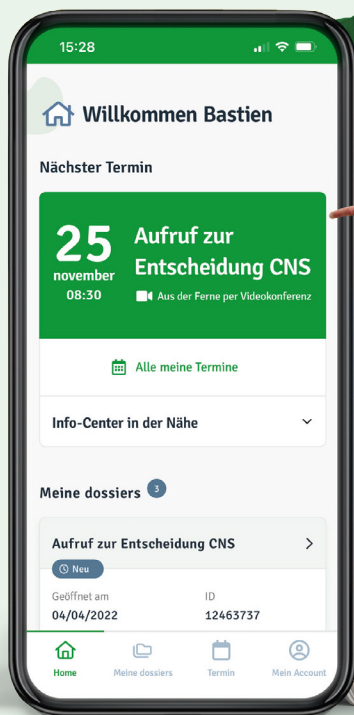 15:28
Willkommen Bastien
Nächster Termin
25
november
08:30
Aufruf zur
Entscheidung CNS
Aus der Ferne per Videokonferenz
Alle meine Termine
Info-Center in der Nähe
Meine dossiers 3
Aufruf zur Entscheidung CNS
Neu
Geöffnet am
ID
04/04/2022
12463737
Home
Meine dossiers
Termin
Mein Account